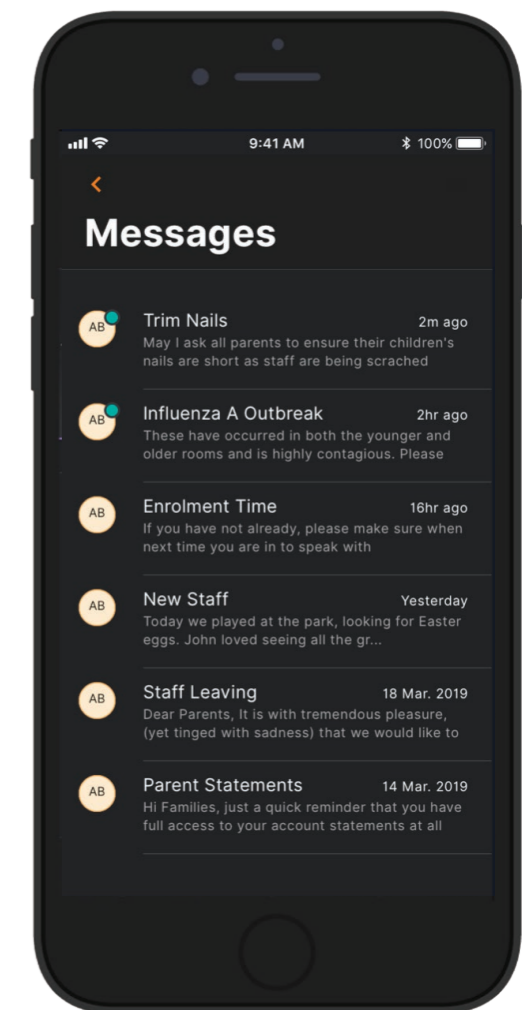 9:41 AM
100%
Messages
AB
Trim Nails
2m ago
May I ask all parents to ensure their children's
nails are short as staff are being scrached
AB
Influenza A Outbreak
2hr ago
These have occurred in both the younger and
older rooms and is highly contagious. Please
AB
Enrolment Time
16hr ago
If you have not already, please make sure when
next time you are in to speak with
AB
New Staff
Yesterday
Today we played at the park, looking for Easter
eggs. John loved seeing all the gr...
AB
Staff Leaving
18 Mar. 2019
Dear Parents, It is with tremendous pleasure,
(yet tinged with sadness) that we would like to
AB
Parent Statements
14 Mar. 2019
Hi Families, just a quick reminder that you have
full access to your account statements at all